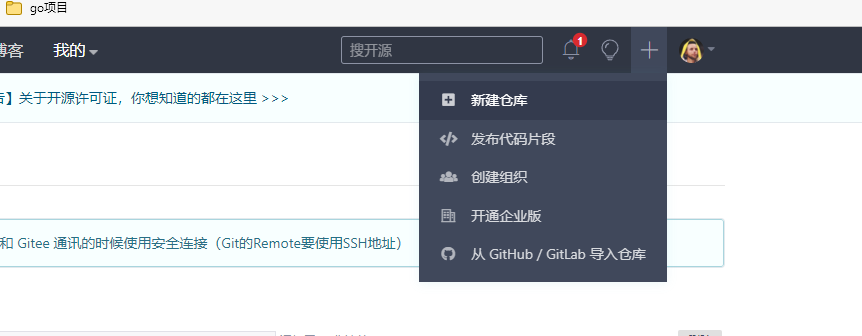 go项目
博客 我的 搜开源 1
告】关于开源许可证，你想知道的都在这里 >>>
新建仓库
发布代码片段
创建组织
开通企业版
和 Gitee 通讯的时候使用安全连接（Git的Remote要使用SSH地址）
从 GitHub / GitLab 导入仓库